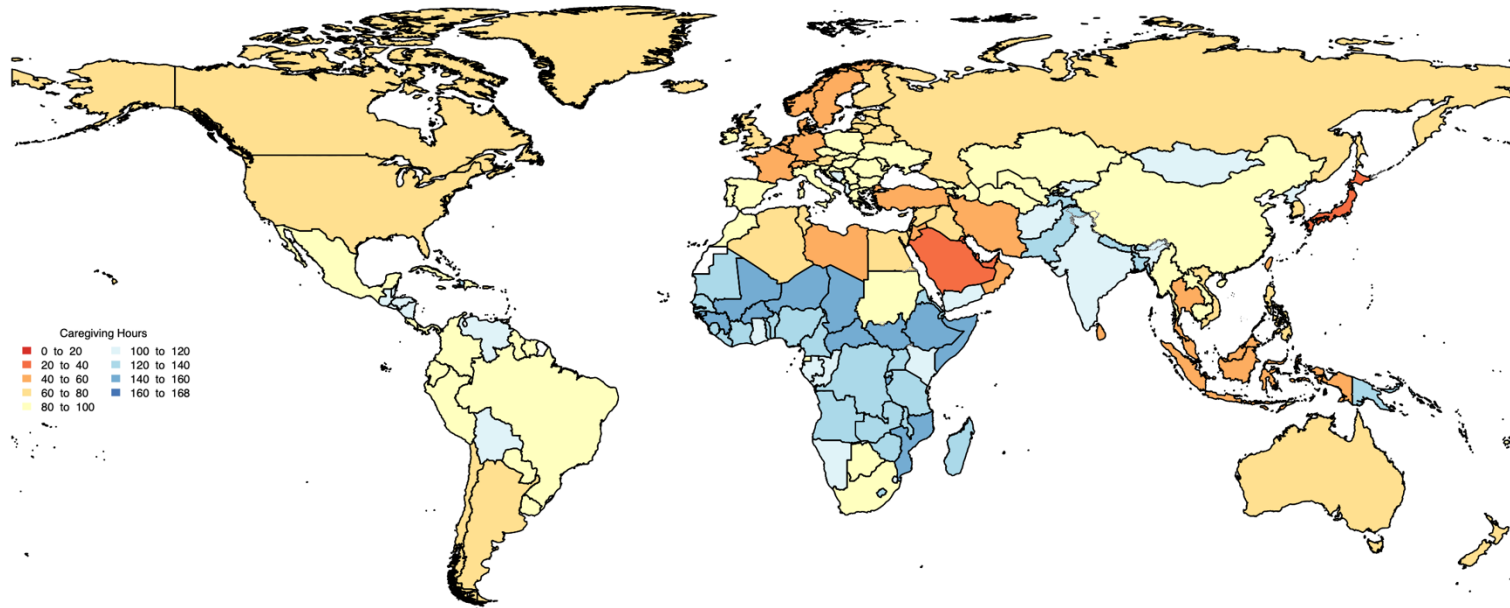 Caregiving Hours
0 to 20
20 to 40
40 to 60
60 to 80
80 to 100
100 to 120
120 to 140
140 to 160
160 to 168